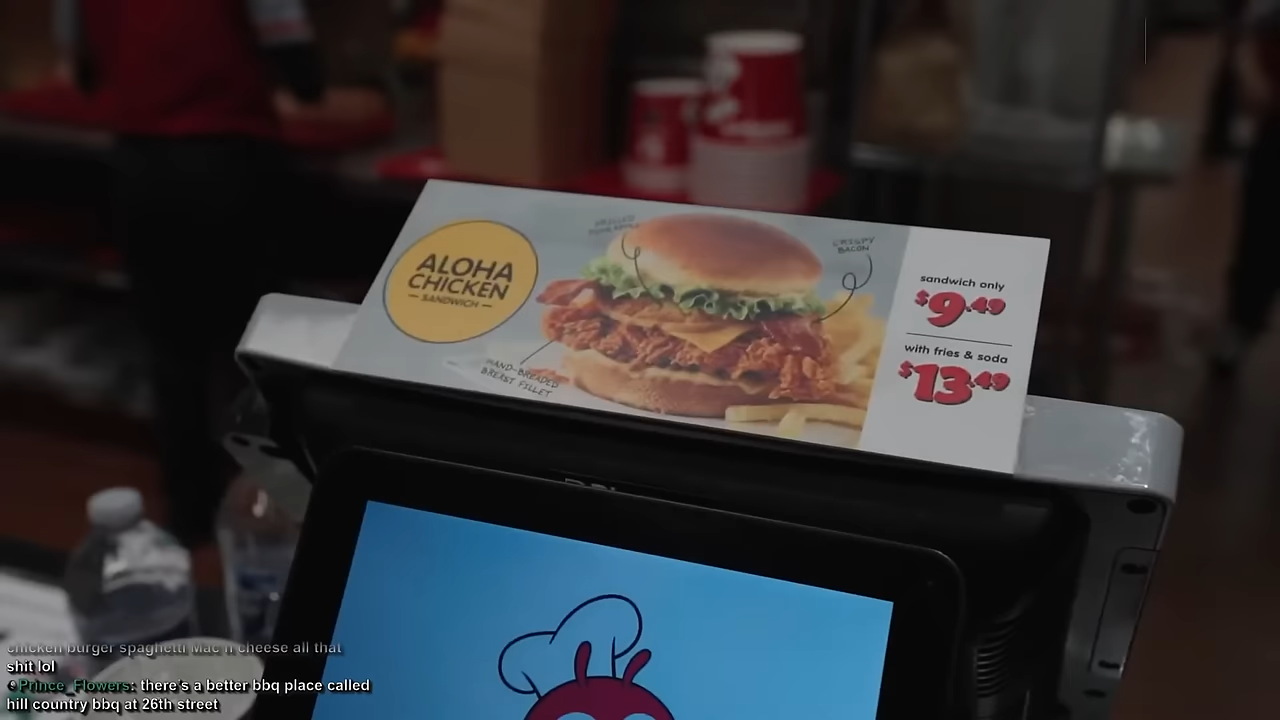 GRILLED
CRISPY
BACON
ALOHA
CHICKEN
— SANDWICH —
HAND-BREADED
BREAST FILLET
sandwich only
$9.49
with fries & soda
$13.49
chicken burger spaghetti Mac n cheese all that
shit lol
Prince_Flowers: there's a better bbq place called
hill country bbq at 26th street